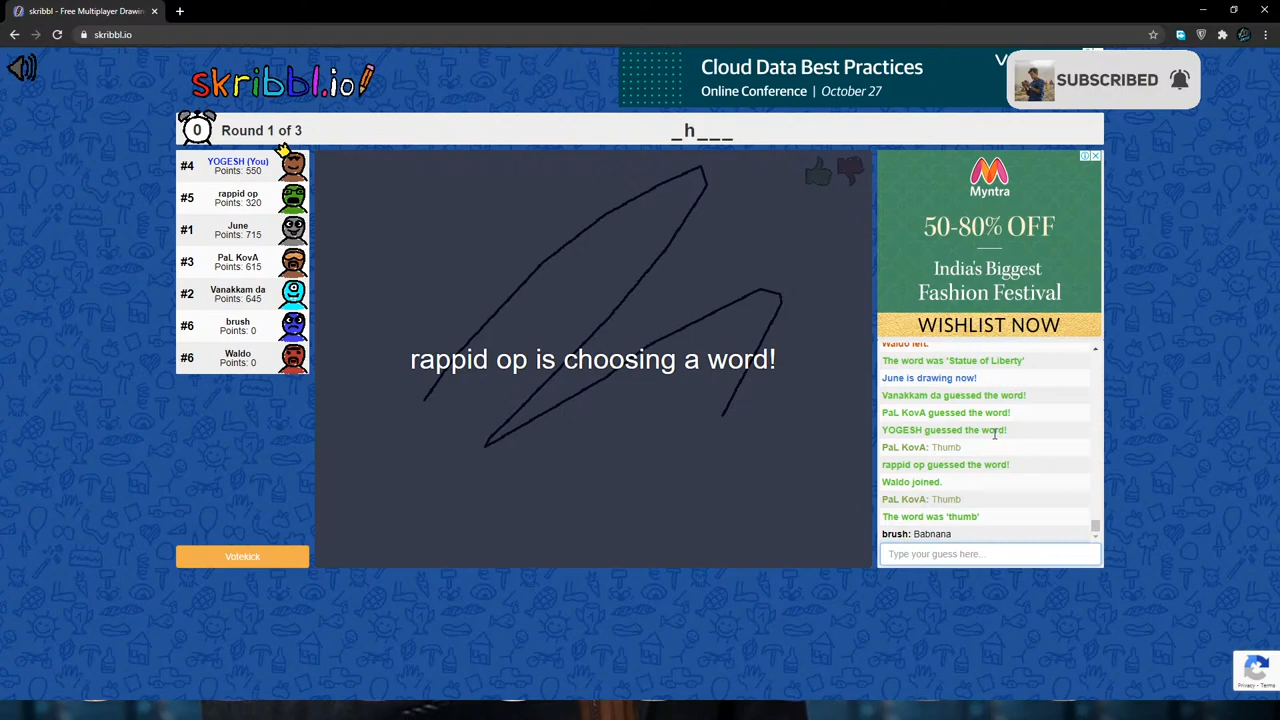 skribbl - Free Multiplayer Drawin
skribbl.io
skribbl.io
Cloud Data Best Practices
Online Conference | October 27
SUBSCRIBED
0
Round 1 of 3
_h___
#4
YOGESH (You)
Points: 550
#5
rappid op
Points: 320
#1
June
Points: 715
#3
PaL KovA
Points: 615
#2
Vanakkam da
Points: 645
#6
brush
Points: 0
#6
Waldo
Points: 0
Votekick
rappid op is choosing a word!
Myntra
50-80% OFF
India's Biggest
Fashion Festival
WISHLIST NOW
Waldo left.
The word was 'Statue of Liberty'
June is drawing now!
Vanakkam da guessed the word!
PaL KovA guessed the word!
YOGESH guessed the word!
PaL KovA: Thumb
rappid op guessed the word!
Waldo joined.
PaL KovA: Thumb
The word was 'thumb'
brush: Babnana
Type your guess here...
Privacy - Terms